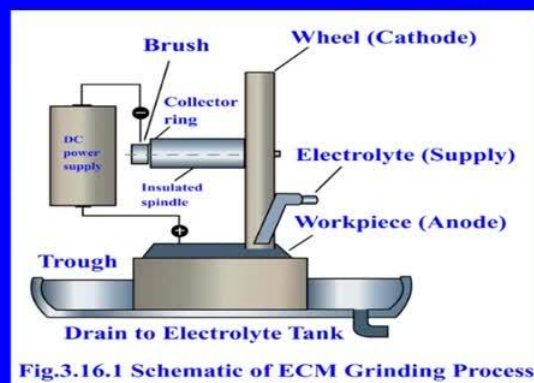 Wheel (Cathode)
Brush
Collector
ring
DC
power
supply
Electrolyte (Supply)
Insulated
spindle
Workpiece (Anode)
Trough
Drain to Electrolyte Tank
Fig.3.16.1 Schematic of ECM Grinding Process